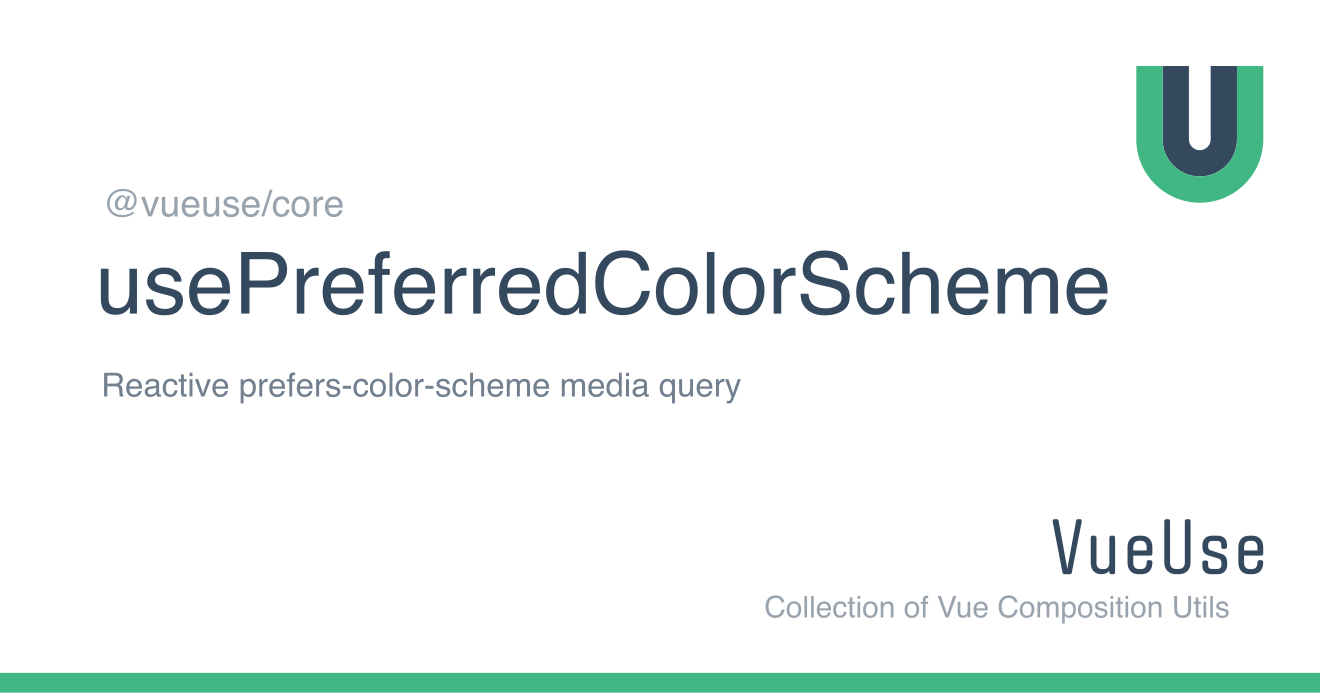 @vueuse/core
usePreferredColorScheme
Reactive prefers-color-scheme media query
VueUse
Collection of Vue Composition Utils